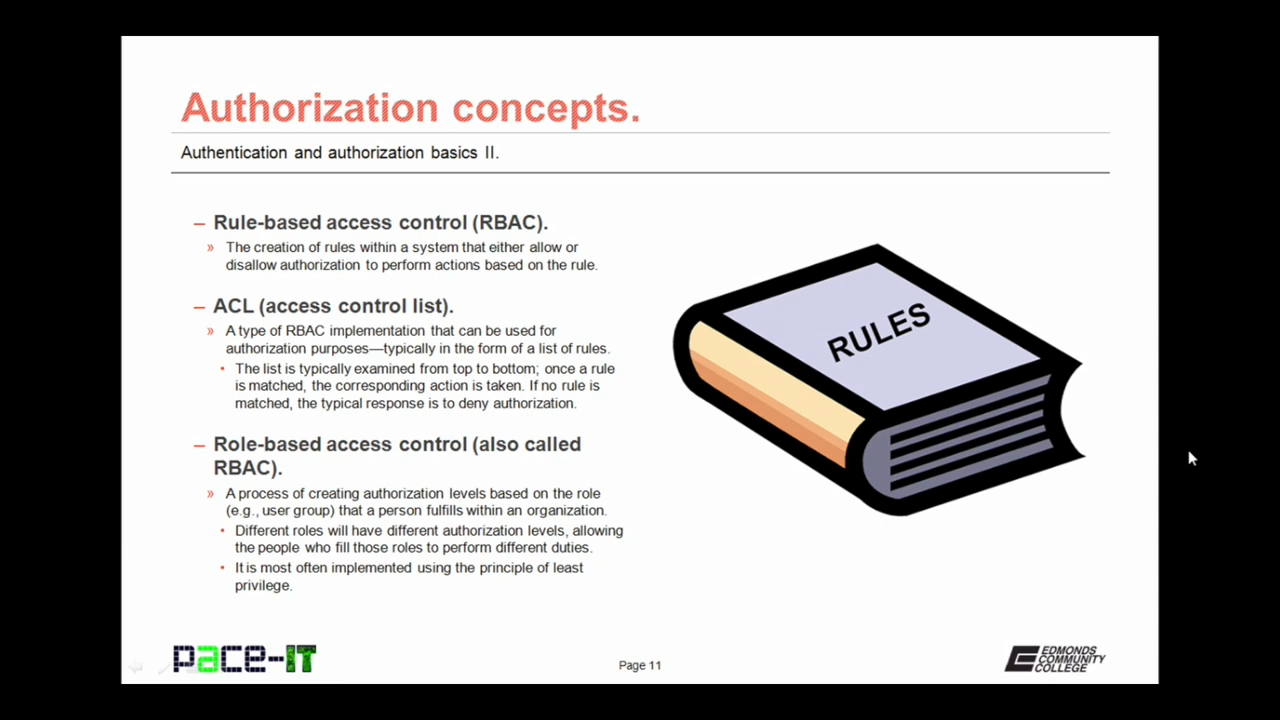 Authorization concepts.
Authentication and authorization basics II.
– Rule-based access control (RBAC).
» The creation of rules within a system that either allow or
disallow authorization to perform actions based on the rule.
– ACL (access control list).
» A type of RBAC implementation that can be used for
authorization purposes—typically in the form of a list of rules.
• The list is typically examined from top to bottom; once a rule
is matched, the corresponding action is taken. If no rule is
matched, the typical response is to deny authorization.
– Role-based access control (also called
RBAC).
» A process of creating authorization levels based on the role
(e.g., user group) that a person fulfills within an organization.
• Different roles will have different authorization levels, allowing
the people who fill those roles to perform different duties.
• It is most often implemented using the principle of least
privilege.
RULES
pace-IT
Page 11
EDMONDS
COMMUNITY
COLLEGE